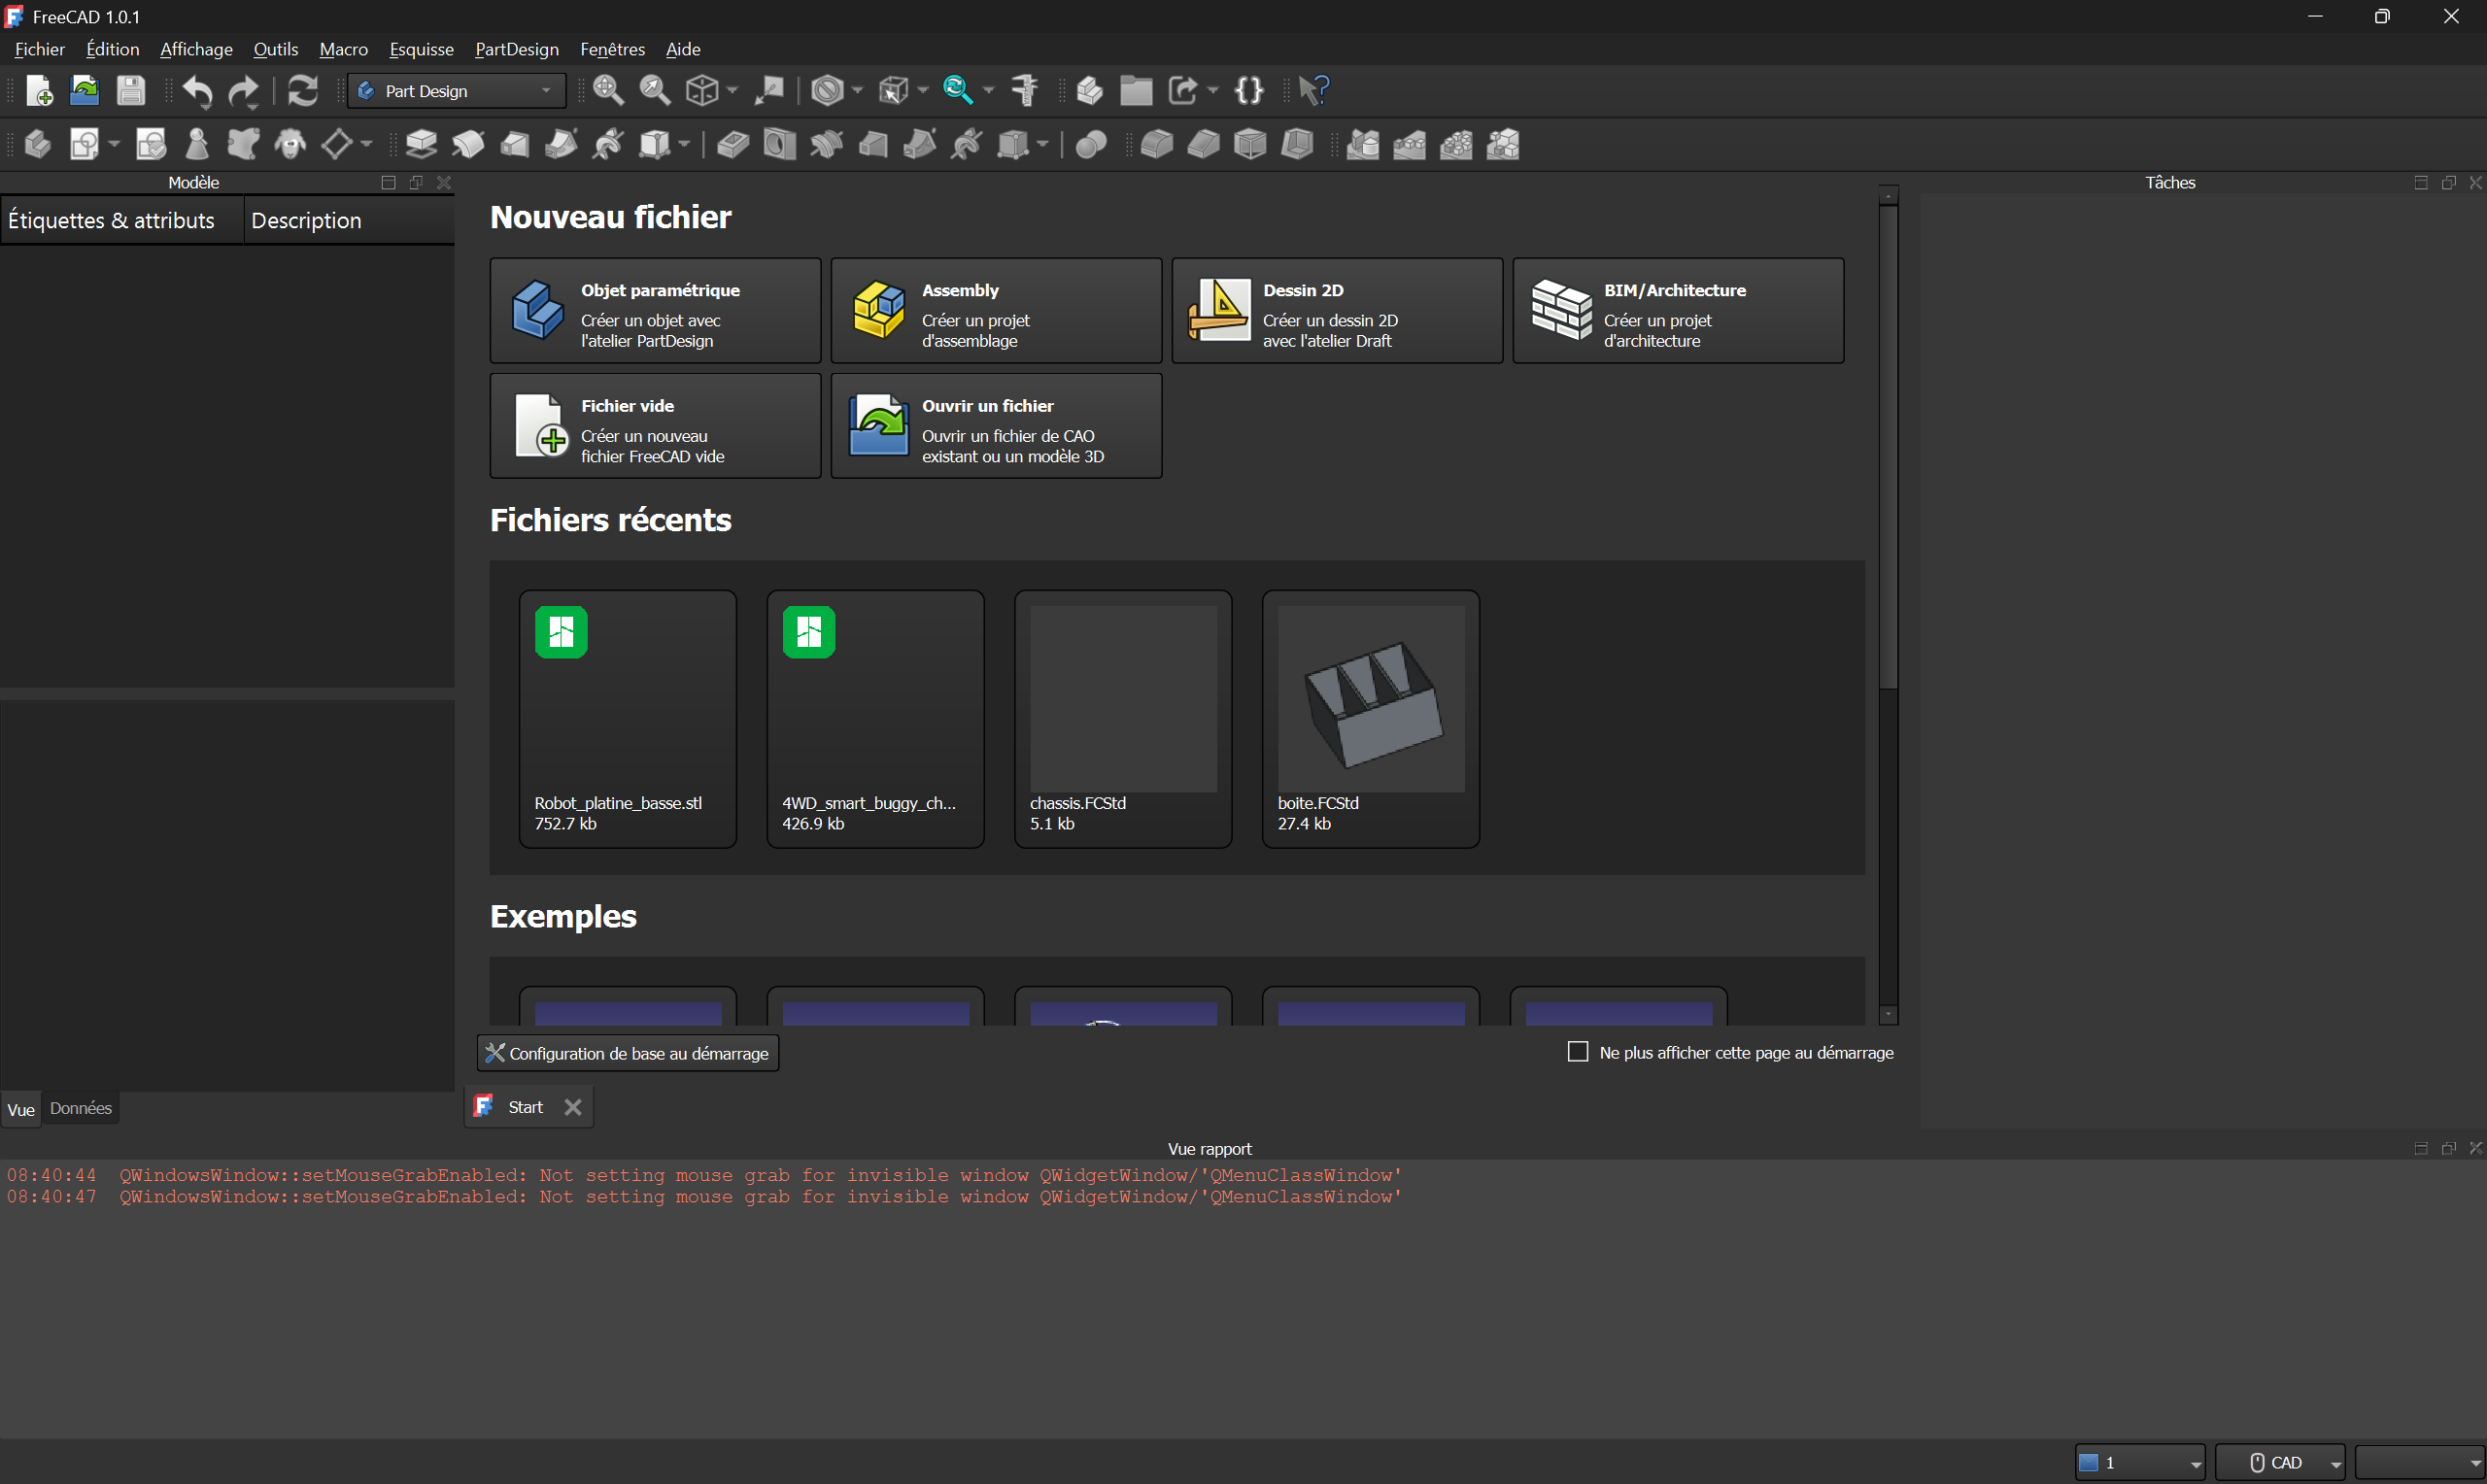 FreeCAD 1.0.1
Fichier Édition Affichage Outils Macro Esquisse PartDesign Fenêtres Aide
Part Design
Modèle
Étiquettes & attributs Description
Tâches
Nouveau fichier
Objet paramétrique
Créer un objet avec
l'atelier PartDesign
Assembly
Créer un projet
d'assemblage
Dessin 2D
Créer un dessin 2D
avec l'atelier Draft
BIM/Architecture
Créer un projet
d'architecture
Fichier vide
Créer un nouveau
fichier FreeCAD vide
Ouvrir un fichier
Ouvrir un fichier de CAO
existant ou un modèle 3D
Fichiers récents
Robot_platine_basse.stl
752.7 kb
4WD_smart_buggy_ch...
426.9 kb
chassis.FCStd
5.1 kb
boite.FCStd
27.4 kb
Exemples
Configuration de base au démarrage
Ne plus afficher cette page au démarrage
Vue Données
Start
Vue rapport
08:40:44 QWindowsWindow::setMouseGrabEnabled: Not setting mouse grab for invisible window QWidgetWindow/'QMenuClassWindow'
08:40:47 QWindowsWindow::setMouseGrabEnabled: Not setting mouse grab for invisible window QWidgetWindow/'QMenuClassWindow'
1
CAD